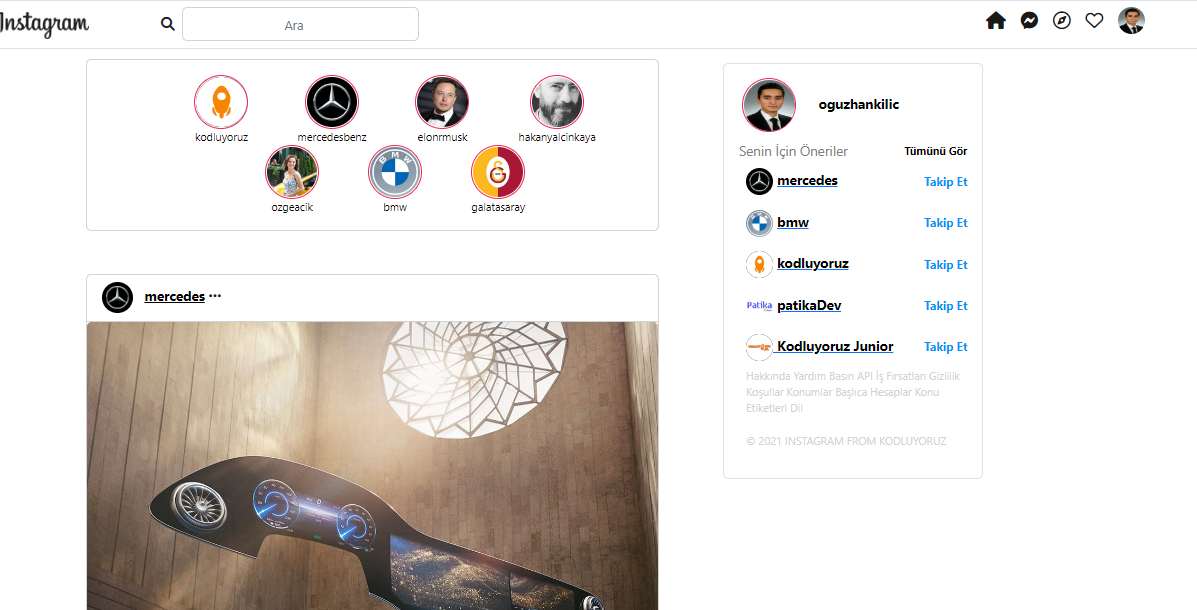 Instagram
Ara
kodluyoruz mercedesbenz elonrmusk hakanyalcinkaya
BMW
ozgeacik bmw galatasaray
mercedes •••
oguzhankilic
Senin İçin Öneriler Tümünü Gör
mercedes Takip Et
bmw Takip Et
kodluyoruz Takip Et
Patika
patikaDev Takip Et
Kodluyoruz Junior Takip Et
Hakkında Yardım Basın API İş Fırsatları Gizlilik
Koşullar Konumlar Başlıca Hesaplar Konu
Etiketleri Dil
© 2021 INSTAGRAM FROM KODLUYORUZ